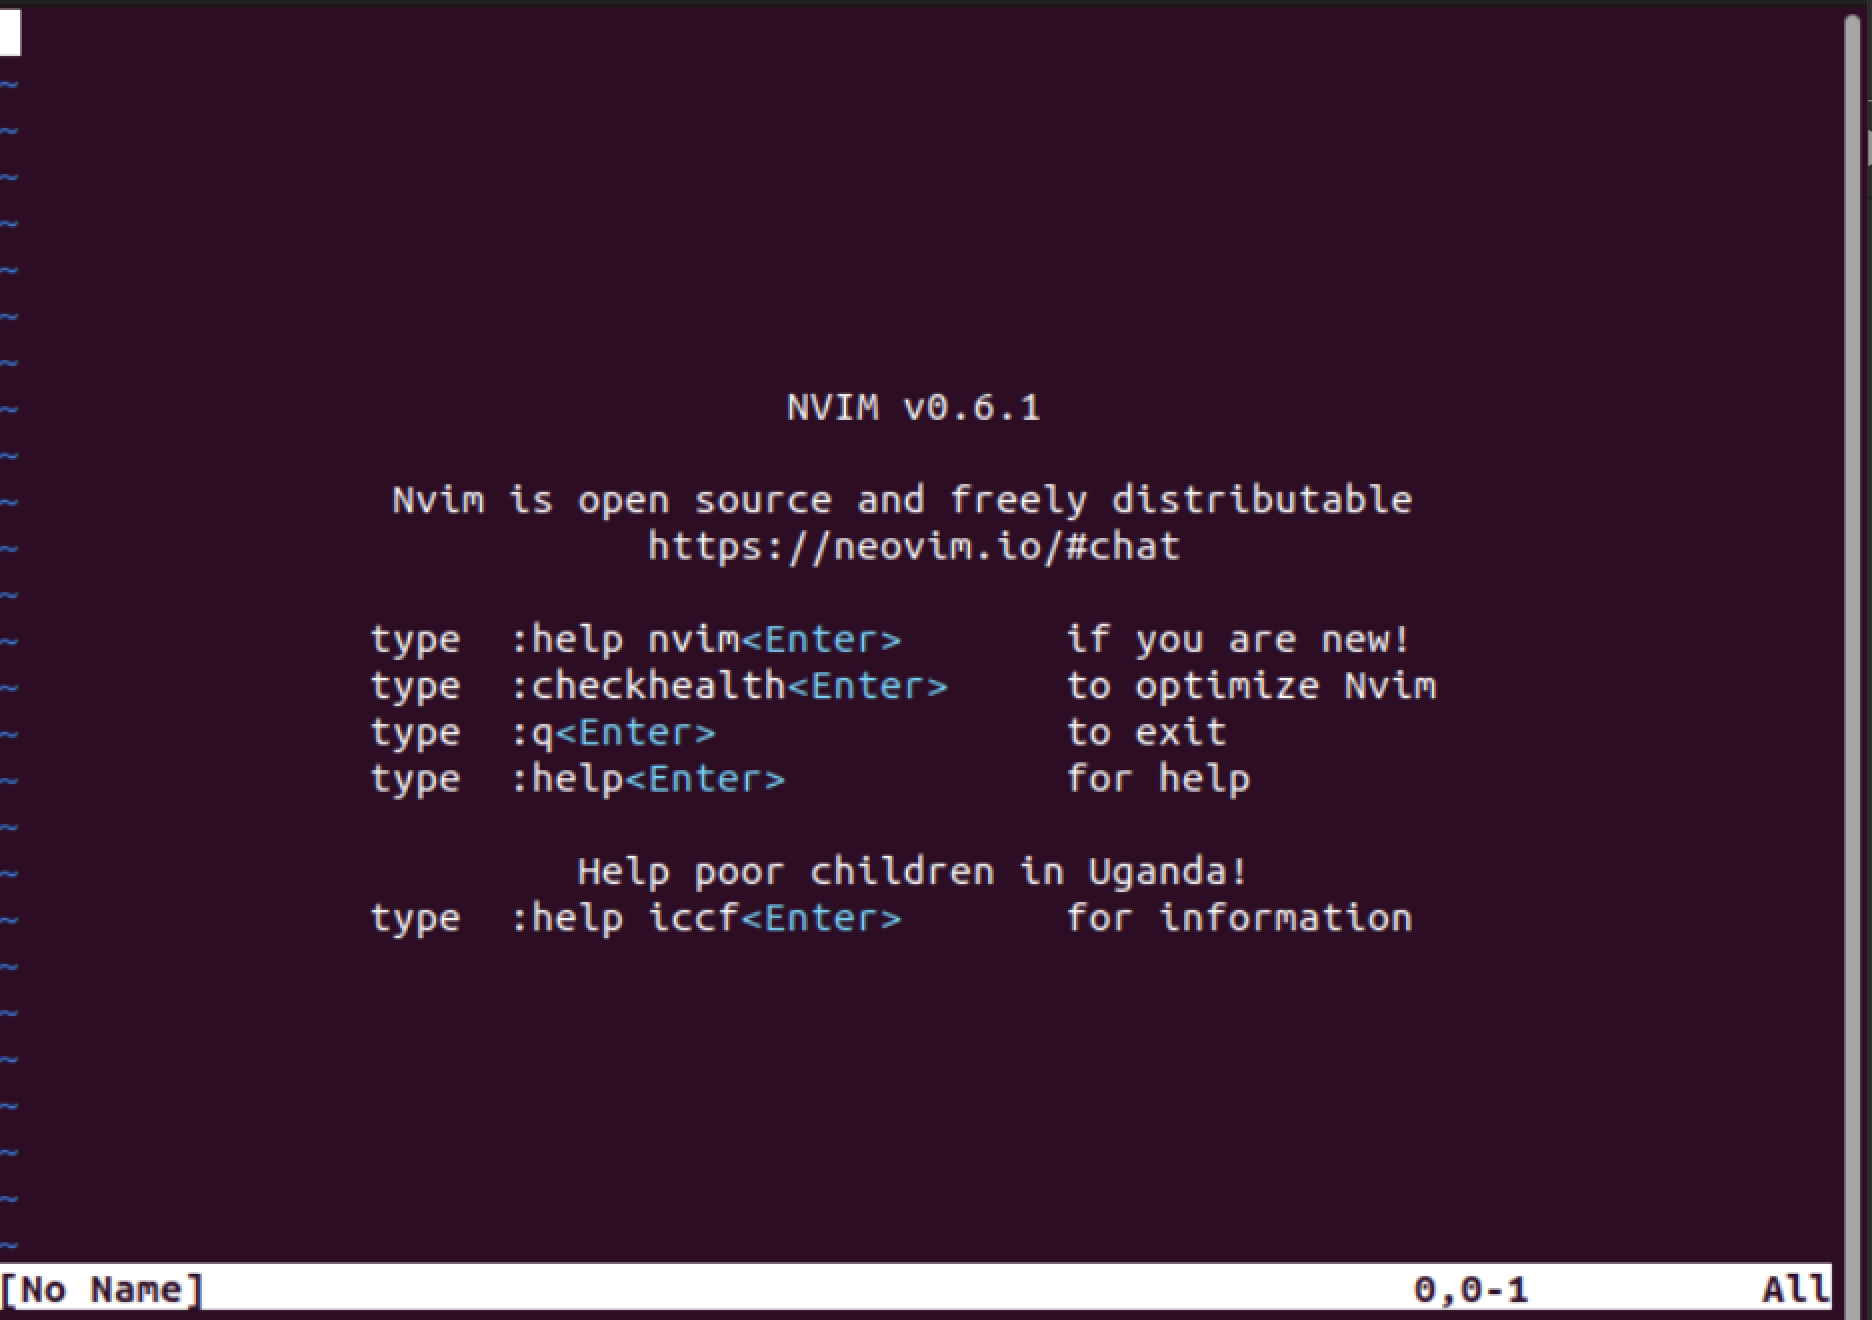 ~
~
~
~
~
~
~
~ NVIM v0.6.1
~
~ Nvim is open source and freely distributable
~ https://neovim.io/#chat
~
~ type :help nvim<Enter> if you are new!
~ type :checkhealth<Enter> to optimize Nvim
~ type :q<Enter> to exit
~ type :help<Enter> for help
~
~ Help poor children in Uganda!
~ type :help iccf<Enter> for information
~
~
~
~
~
~
~
[No Name] 0,0-1 All